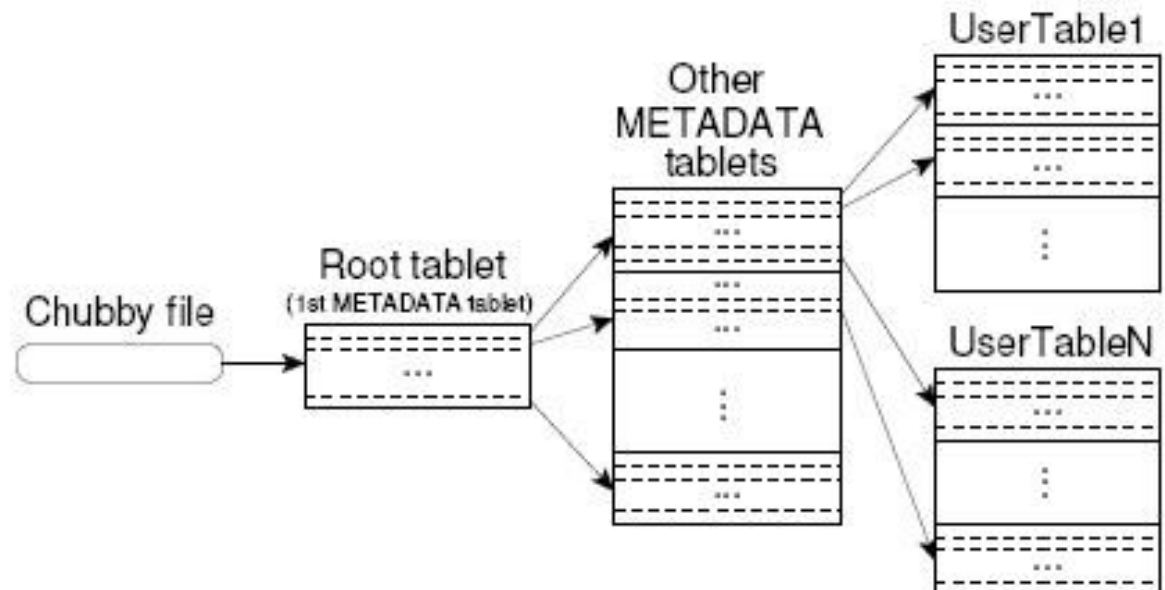 Chubby file
Root tablet
(1st METADATA tablet)
...
Other
METADATA
tablets
...
...
...
...
UserTable1
...
...
UserTableN
...
...